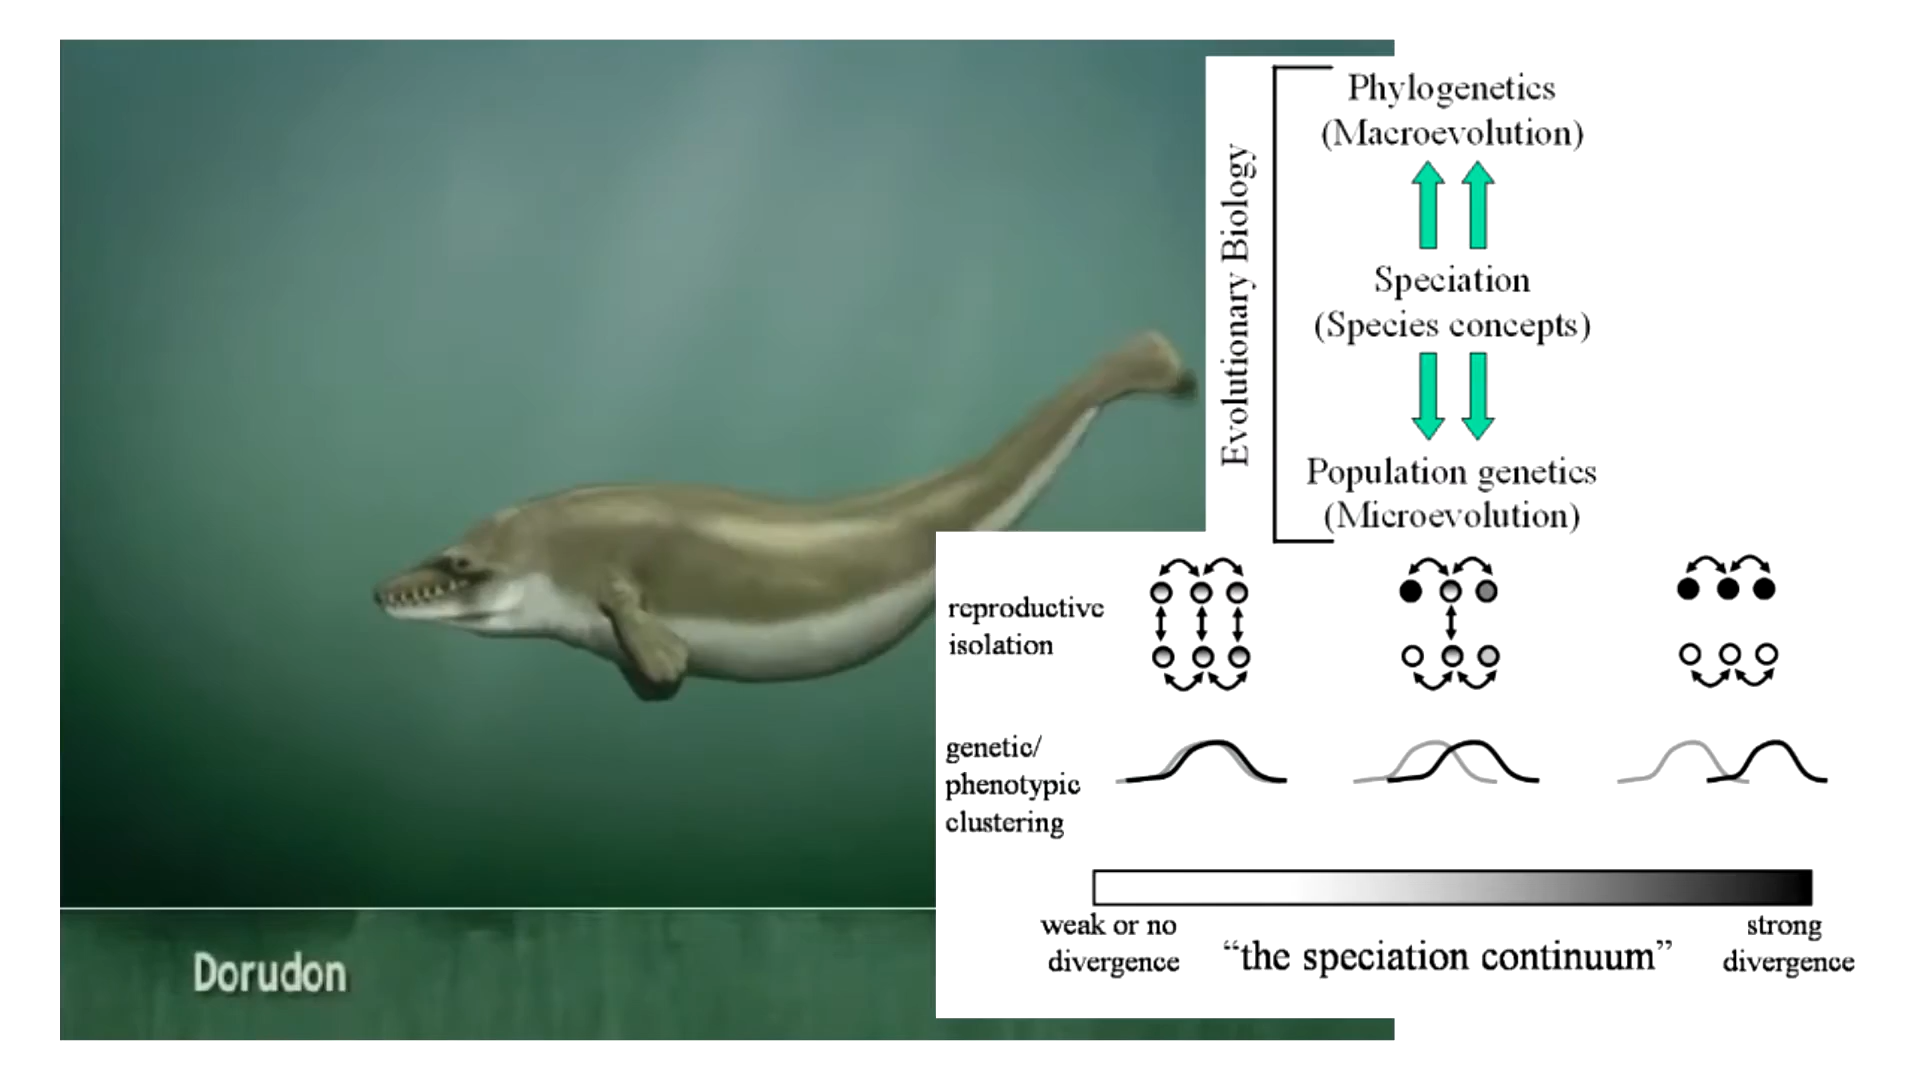 Evolutionary Biology
Phylogenetics
(Macroevolution)
Speciation
(Species concepts)
Population genetics
(Microevolution)
reproductive
isolation
genetic/
phenotypic
clustering
weak or no
divergence
“the speciation continuum”
strong
divergence
Dorudon